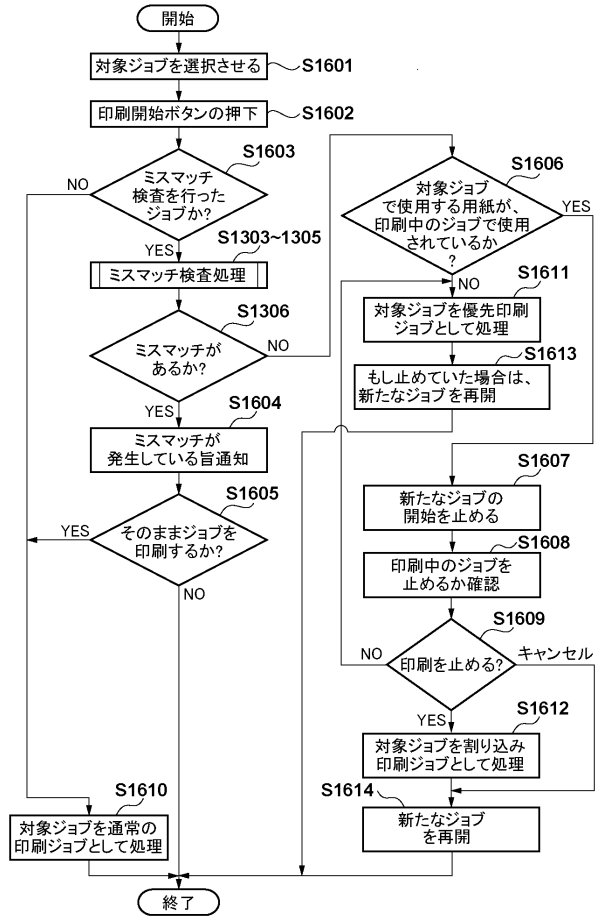 開始
対象ジョブを選択させる
S1601
印刷開始ボタンの押下
S1602
S1603
ミスマッチ
検査を行った
ジョブか?
NO
YES
S1303~1305
ミスマッチ検査処理
S1306
ミスマッチが
あるか?
NO
YES
S1604
ミスマッチが
発生している旨通知
S1605
そのままジョブを
印刷するか?
YES
NO
S1610
対象ジョブを通常の
印刷ジョブとして処理
S1606
対象ジョブ
で使用する用紙が、
印刷中のジョブで使用
されているか
?
YES
NO
S1611
対象ジョブを優先印刷
ジョブとして処理
S1613
もし止めていた場合は、
新たなジョブを再開
S1607
新たなジョブの
開始を止める
S1608
印刷中のジョブを
止めるか確認
S1609
印刷を止める?
NO
キャンセル
YES
S1612
対象ジョブを割り込み
印刷ジョブとして処理
S1614
新たなジョブ
を再開
終了